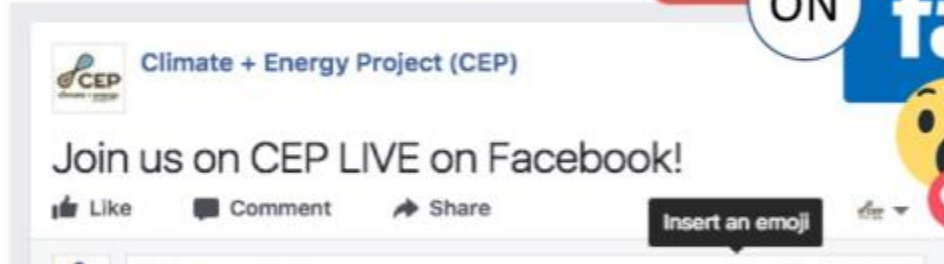 ON
fa
CEP
Climate + Energy Project (CEP)
Join us on CEP LIVE on Facebook!
Like Comment Share
Insert an emoji